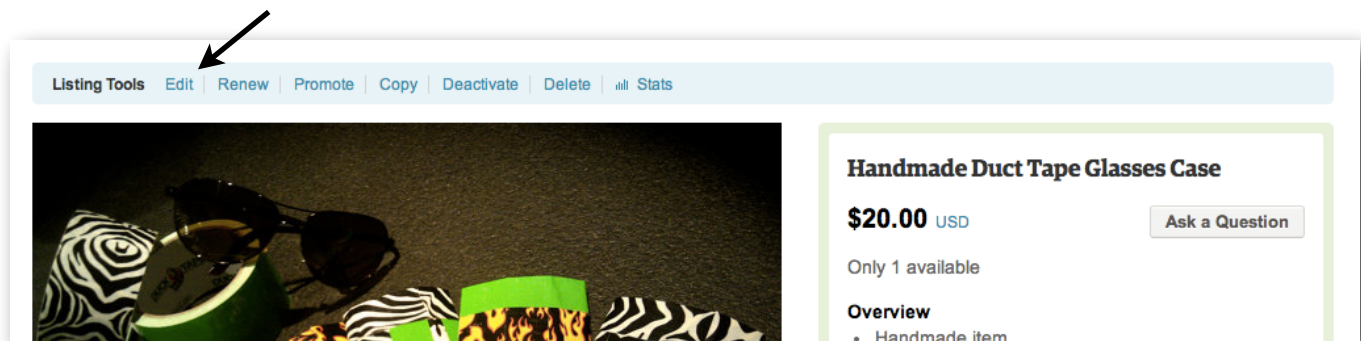 Listing Tools Edit Renew Promote Copy Deactivate Delete Stats
Handmade Duct Tape Glasses Case
$20.00 USD
Ask a Question
Only 1 available
Overview
• Handmade item